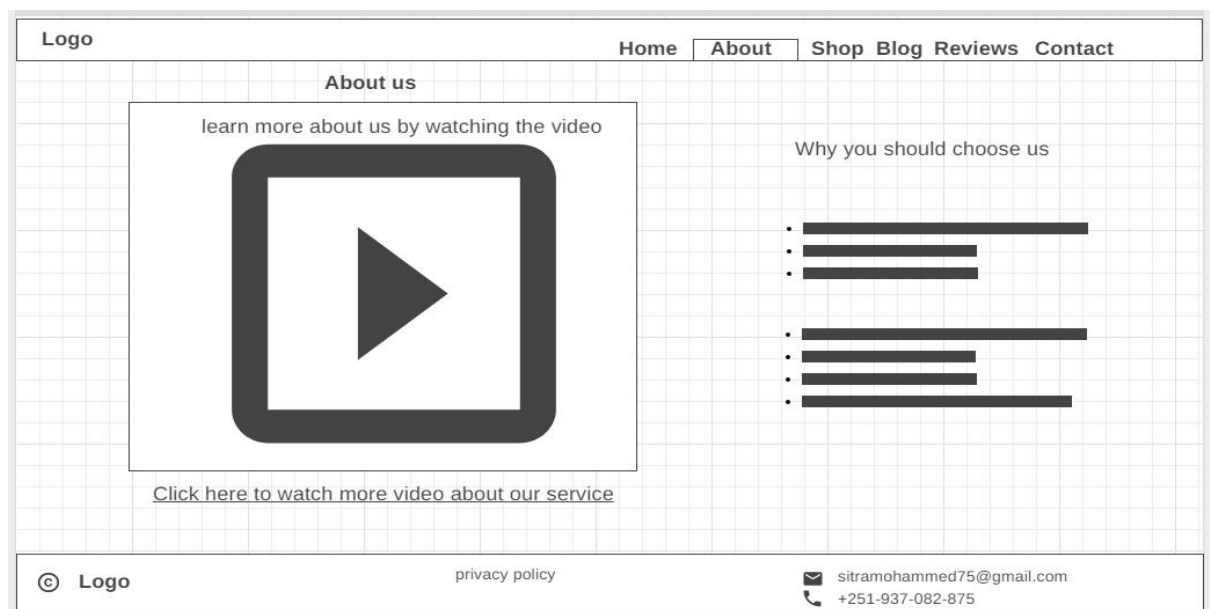 Logo
Home About Shop Blog Reviews Contact
About us
learn more about us by watching the video
Why you should choose us
Click here to watch more video about our service
© Logo
privacy policy
sitramohammed75@gmail.com
+251-937-082-875